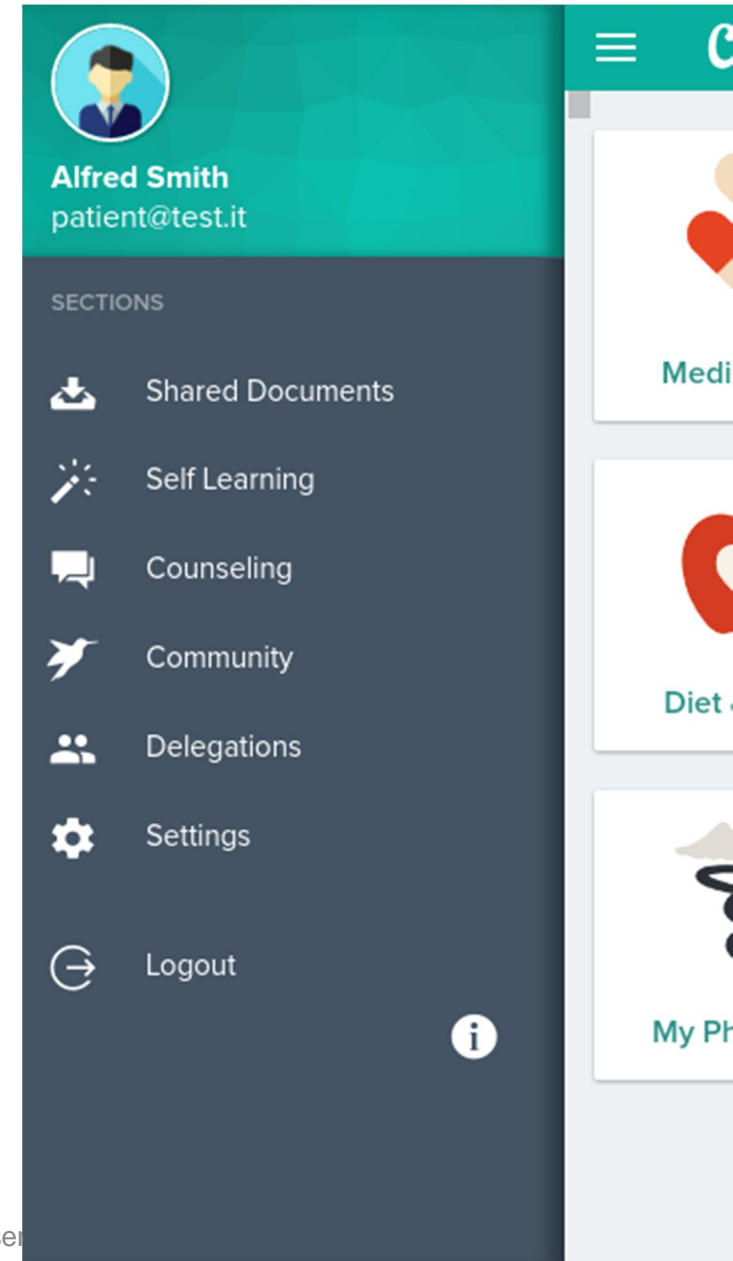 Alfred Smith
patient@test.it
SECTIONS
Shared Documents
Self Learning
Counseling
Community
Delegations
Settings
Logout
i
Medi
Diet
My Ph